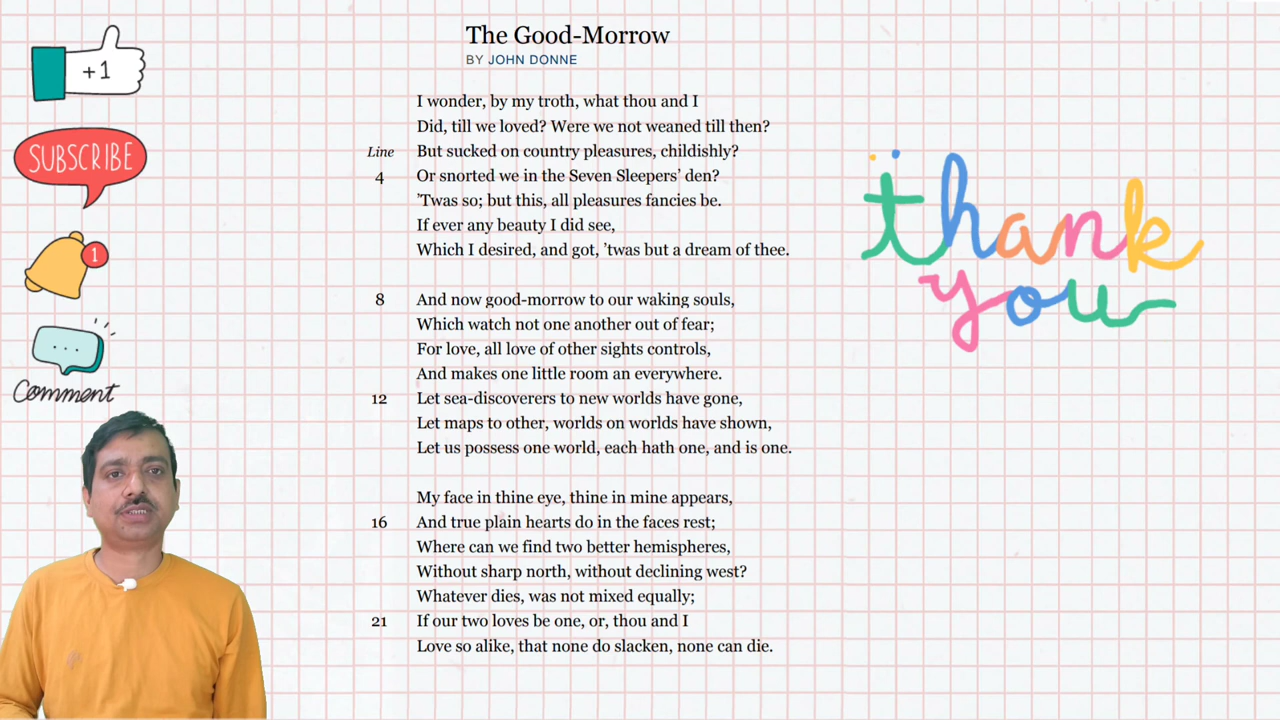 The Good-Morrow
BY JOHN DONNE
I wonder, by my troth, what thou and I
Did, till we loved? Were we not weaned till then?
Line But sucked on country pleasures, childishly?
4 Or snorted we in the Seven Sleepers’ den?
’Twas so; but this, all pleasures fancies be.
If ever any beauty I did see,
Which I desired, and got, ’twas but a dream of thee.
8 And now good-morrow to our waking souls,
Which watch not one another out of fear;
For love, all love of other sights controls,
And makes one little room an everywhere.
12 Let sea-discoverers to new worlds have gone,
Let maps to other, worlds on worlds have shown,
Let us possess one world, each hath one, and is one.
My face in thine eye, thine in mine appears,
16 And true plain hearts do in the faces rest;
Where can we find two better hemispheres,
Without sharp north, without declining west?
Whatever dies, was not mixed equally;
21 If our two loves be one, or, thou and I
Love so alike, that none do slacken, none can die.
+1
SUBSCRIBE
1
Comment
thank
you